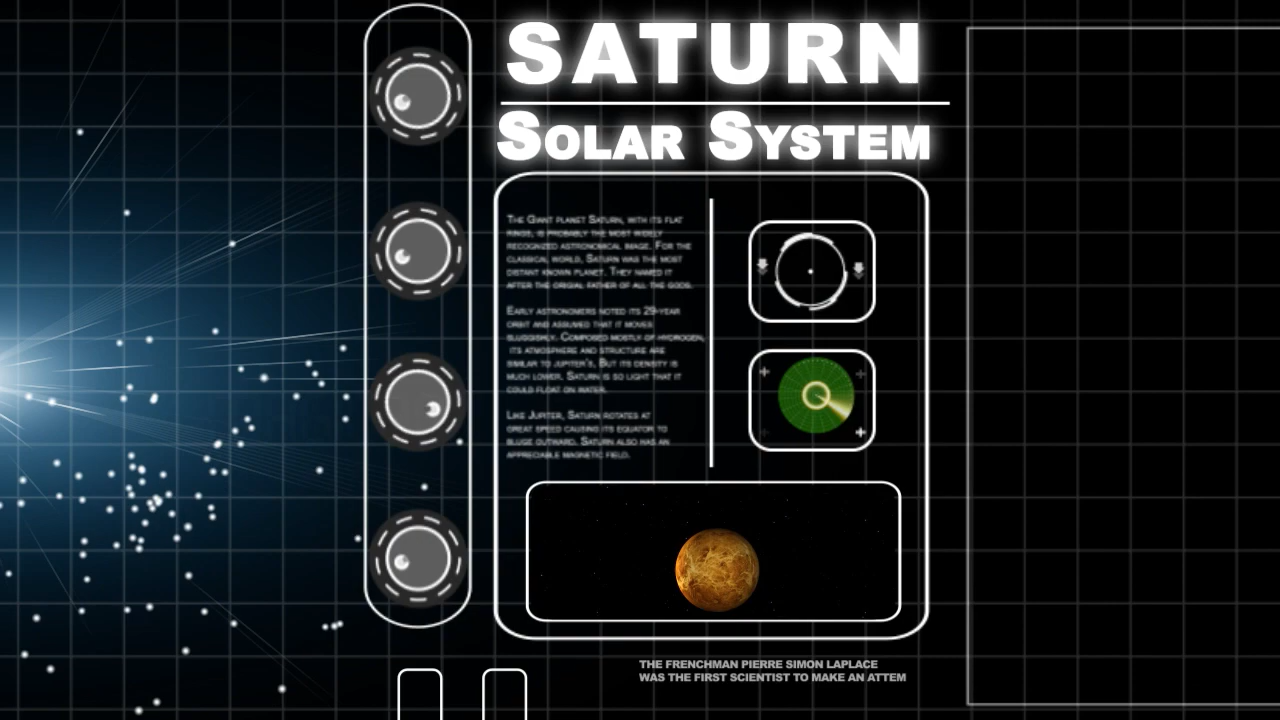 SATURN
SOLAR SYSTEM
THE GIANT PLANET SATURN, WITH ITS FLAT
RINGS, IS PROBABLY THE MOST WIDELY
RECOGNIZED ASTRONOMICAL IMAGE. FOR THE
CLASSICAL WORLD, SATURN WAS THE MOST
DISTANT KNOWN PLANET. THEY NAMED IT
AFTER THE ORIGIAL FATHER OF ALL THE GODS.
EARLY ASTRONOMERS NOTED ITS 29-YEAR
ORBIT AND ASSUMED THAT IT MOVES
SLUGGISHLY. COMPOSED MOSTLY OF HYDROGEN,
ITS ATMOSPHERE AND STRUCTURE ARE
SIMILAR TO JUPITER'S, BUT ITS DENSITY IS
MUCH LOWER. SATURN IS SO LIGHT THAT IT
COULD FLOAT ON WATER.
LIKE JUPITER, SATURN ROTATES AT
GREAT SPEED CAUSING ITS EQUATOR TO
BLUGE OUTWARD. SATURN ALSO HAS AN
APPRECIABLE MAGNETIC FIELD.
THE FRENCHMAN PIERRE SIMON LAPLACE
WAS THE FIRST SCIENTIST TO MAKE AN ATTEM